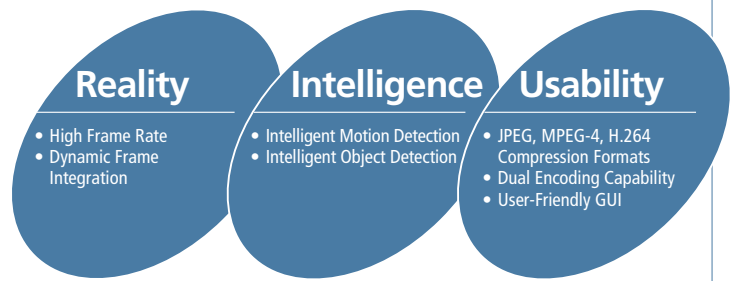 Reality
• High Frame Rate
• Dynamic Frame
Integration
Intelligence
• Intelligent Motion Detection
• Intelligent Object Detection
Usability
• JPEG, MPEG-4, H.264
Compression Formats
• Dual Encoding Capability
• User-Friendly GUI